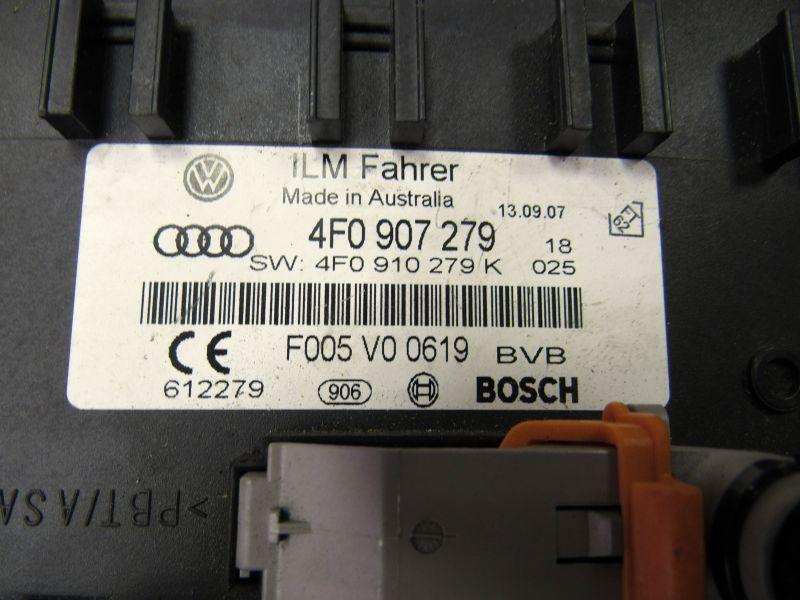 ILM Fahrer
Made in Australia
13.09.07
4F0 907 279
18
SW: 4F0 910 279 K
025
F005 V0 0619
BVB
CE
612279
906
BOSCH
>PBT/ASA